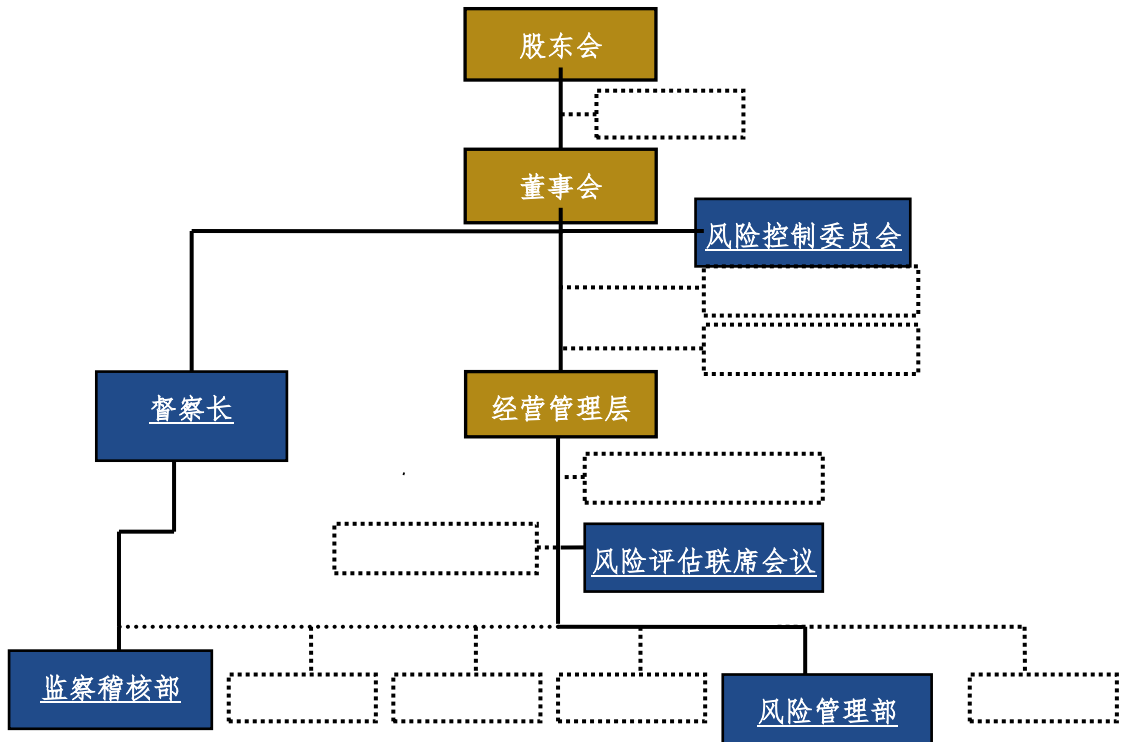 股东会
董事会
风险控制委员会
督察长
经营管理层
风险评估联席会议
监察稽核部
风险管理部